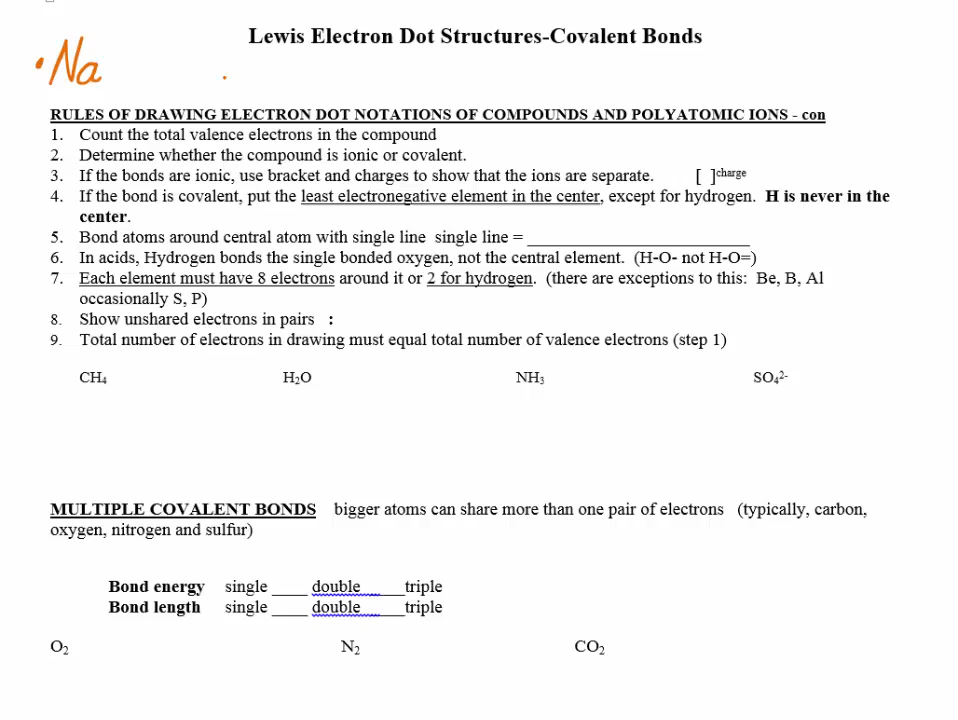 Lewis Electron Dot Structures-Covalent Bonds
·Na
RULES OF DRAWING ELECTRON DOT NOTATIONS OF COMPOUNDS AND POLYATOMIC IONS - con
1. Count the total valence electrons in the compound
2. Determine whether the compound is ionic or covalent.
3. If the bonds are ionic, use bracket and charges to show that the ions are separate. [ ]ᶜʰᵃʳᵍᵉ
4. If the bond is covalent, put the least electronegative element in the center, except for hydrogen. H is never in the
center.
5. Bond atoms around central atom with single line single line = __________________________
6. In acids, Hydrogen bonds the single bonded oxygen, not the central element. (H-O- not H-O=)
7. Each element must have 8 electrons around it or 2 for hydrogen. (there are exceptions to this: Be, B, Al
occasionally S, P)
8. Show unshared electrons in pairs :
9. Total number of electrons in drawing must equal total number of valence electrons (step 1)
CH₄ H₂O NH₃ SO₄²⁻
MULTIPLE COVALENT BONDS bigger atoms can share more than one pair of electrons (typically, carbon,
oxygen, nitrogen and sulfur)
Bond energy single ____ double ____triple
Bond length single ____ double ____triple
O₂ N₂ CO₂